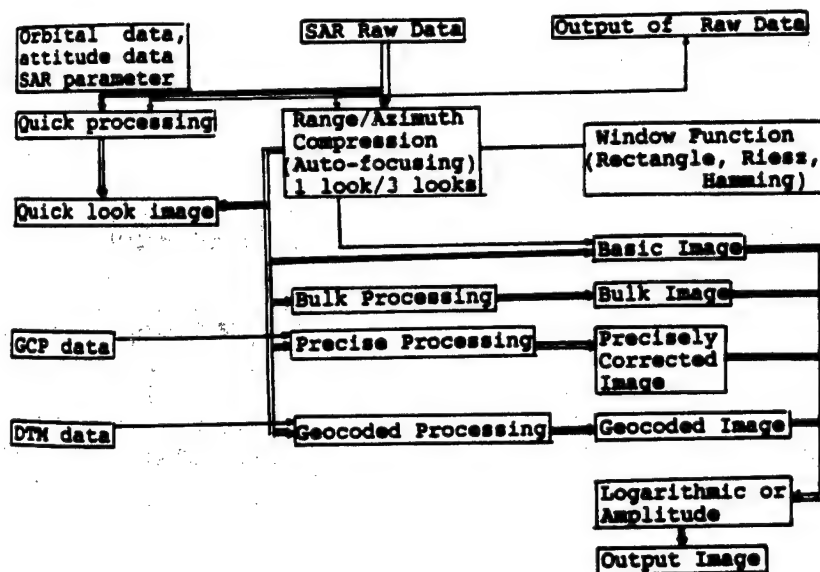 Orbital data,
attitude data
SAR parameter
SAR Raw Data
Output of Raw Data
Quick processing
Range/Azimuth
Compression
(Auto-focusing)
1 look/3 looks
Window Function
(Rectangle, Riesz,
Hamming)
Quick look image
Basic Image
Bulk Processing
Bulk Image
GCP data
Precise Processing
Precisely
Corrected
Image
DTM data
Geocoded Processing
Geocoded Image
Logarithmic or
Amplitude
Output Image